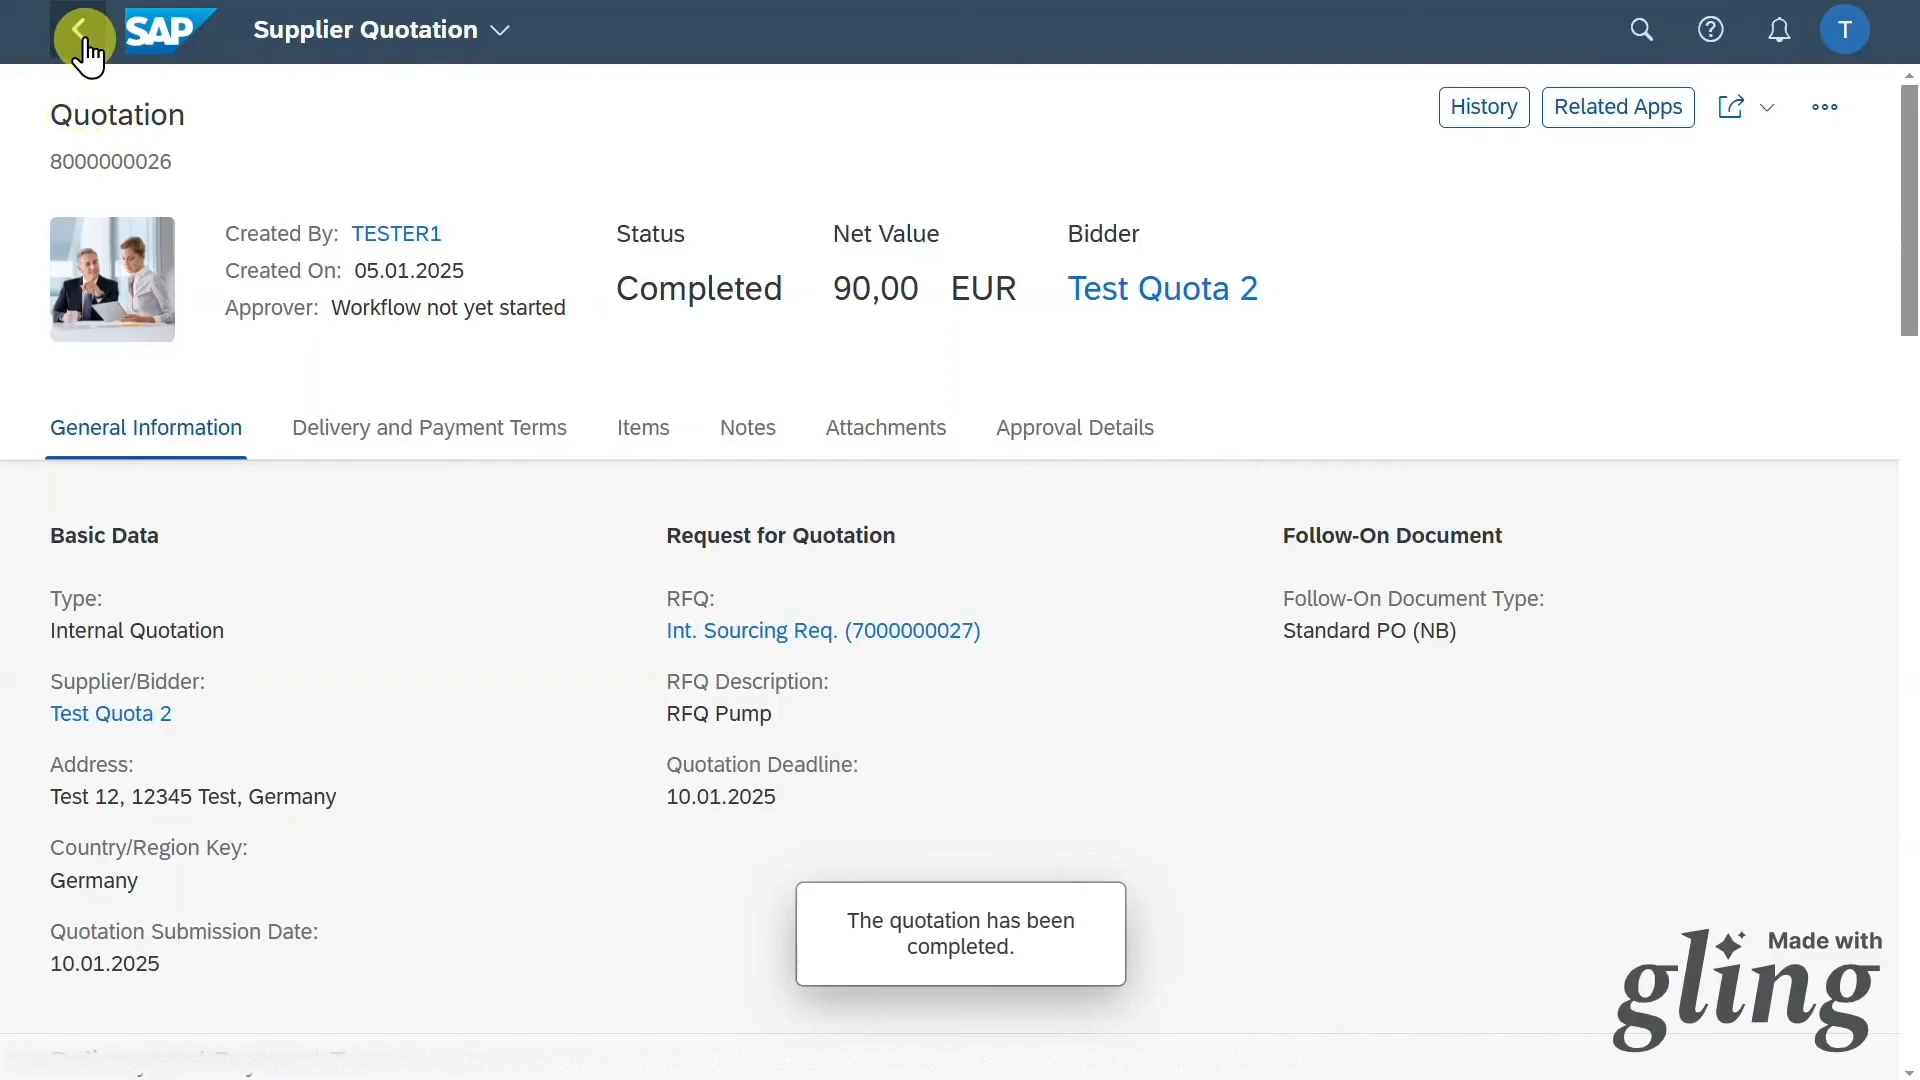 SAP Supplier Quotation T
Quotation
8000000026
History Related Apps
Created By: TESTER1
Created On: 05.01.2025
Approver: Workflow not yet started
Status
Completed
Net Value
90,00 EUR
Bidder
Test Quota 2
General Information Delivery and Payment Terms Items Notes Attachments Approval Details
Basic Data
Type:
Internal Quotation
Supplier/Bidder:
Test Quota 2
Address:
Test 12, 12345 Test, Germany
Country/Region Key:
Germany
Quotation Submission Date:
10.01.2025
Request for Quotation
RFQ:
Int. Sourcing Req. (7000000027)
RFQ Description:
RFQ Pump
Quotation Deadline:
10.01.2025
Follow-On Document
Follow-On Document Type:
Standard PO (NB)
The quotation has been
completed.
Made with
gling